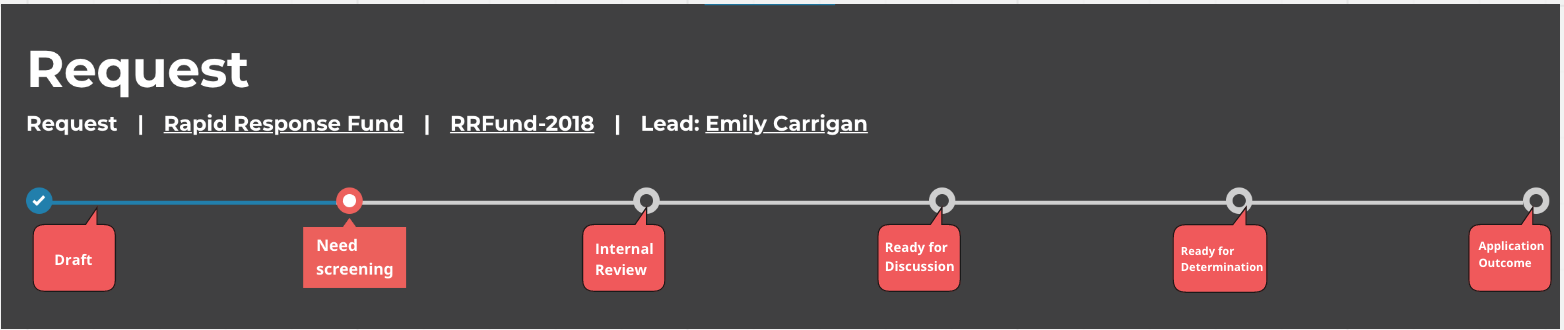 Request
Request | Rapid Response Fund | RRFund-2018 | Lead: Emily Carrigan
Draft
Need
screening
Internal
Review
Ready for
Discussion
Ready for
Determination
Application
Outcome